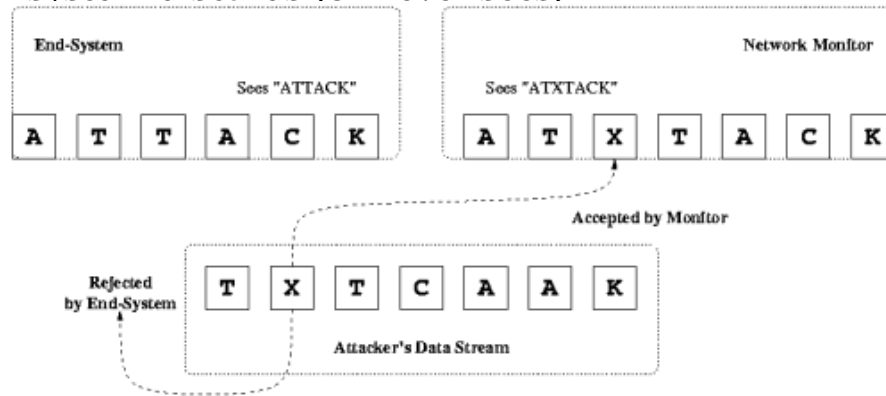 End-System
Network Monitor
Sees "ATTACK"
Sees "ATXTACK"
A T T A C K
A T X T A C K
Accepted by Monitor
Rejected
by End-System
T X T C A A K
Attacker's Data Stream